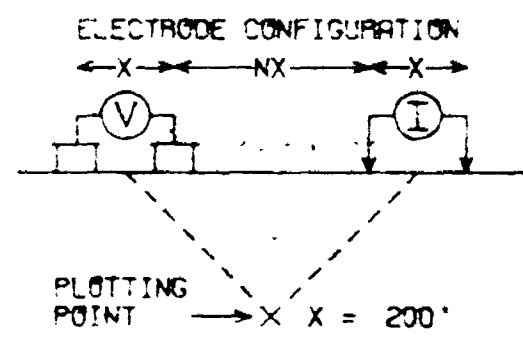 ELECTRODE CONFIGURATION
X NX X
V I
PLOTTING
POINT X X = 200'